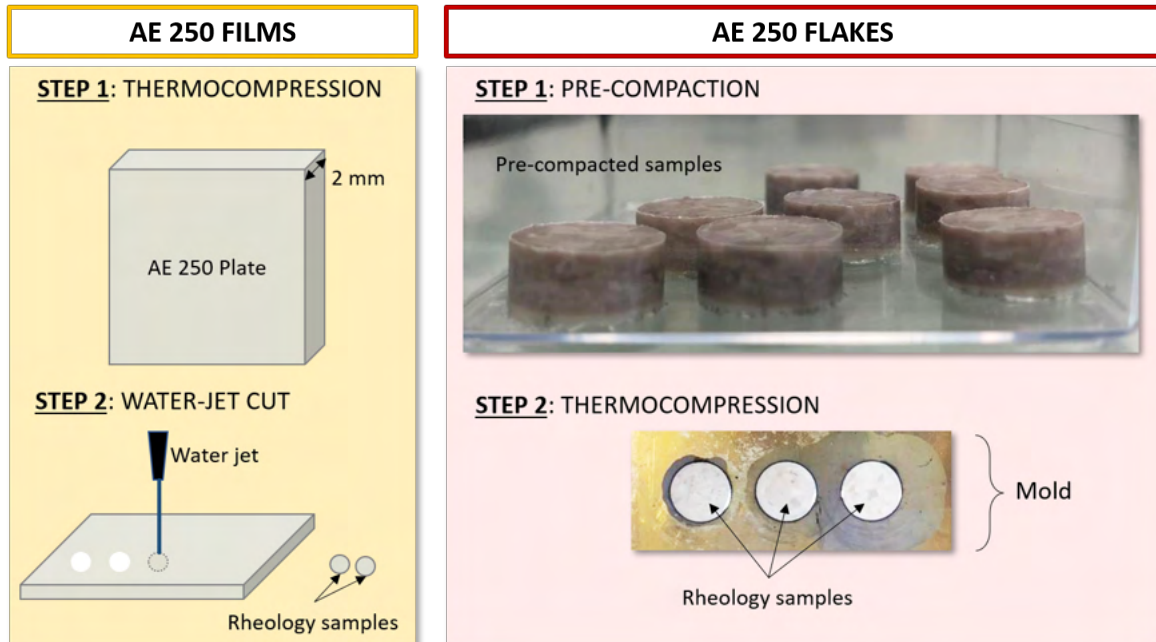 AE 250 FILMS
STEP 1: THERMOCOMPRESSION
2 mm
AE 250 Plate
STEP 2: WATER-JET CUT
Water jet
Rheology samples
AE 250 FLAKES
STEP 1: PRE-COMPACTION
Pre-compacted samples
STEP 2: THERMOCOMPRESSION
Mold
Rheology samples